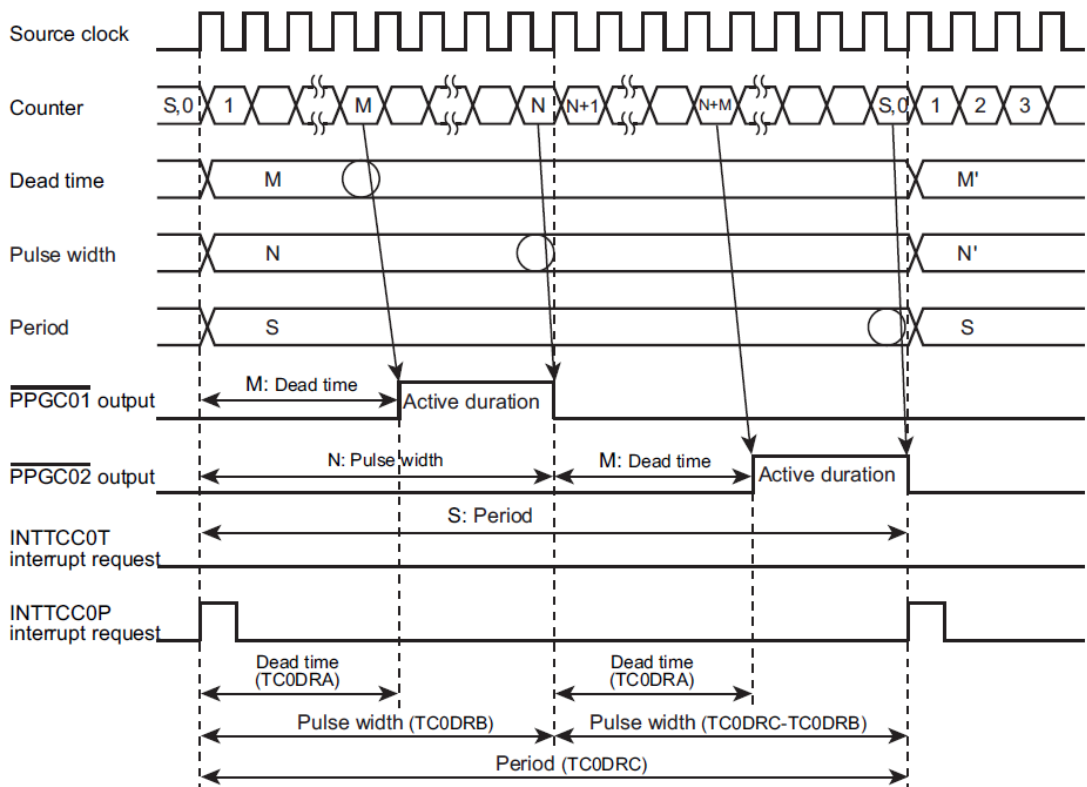 Source clock
Counter S,0 1 M N N+1 N+M S,0 1 2 3
Dead time M M'
Pulse width N N'
Period S S
M: Dead time
PPGC01 output Active duration
N: Pulse width M: Dead time
PPGC02 output Active duration
S: Period
INTTCC0T
interrupt request
INTTCC0P
interrupt request
Dead time Dead time
(TC0DRA) (TC0DRA)
Pulse width (TC0DRB) Pulse width (TC0DRC-TC0DRB)
Period (TC0DRC)